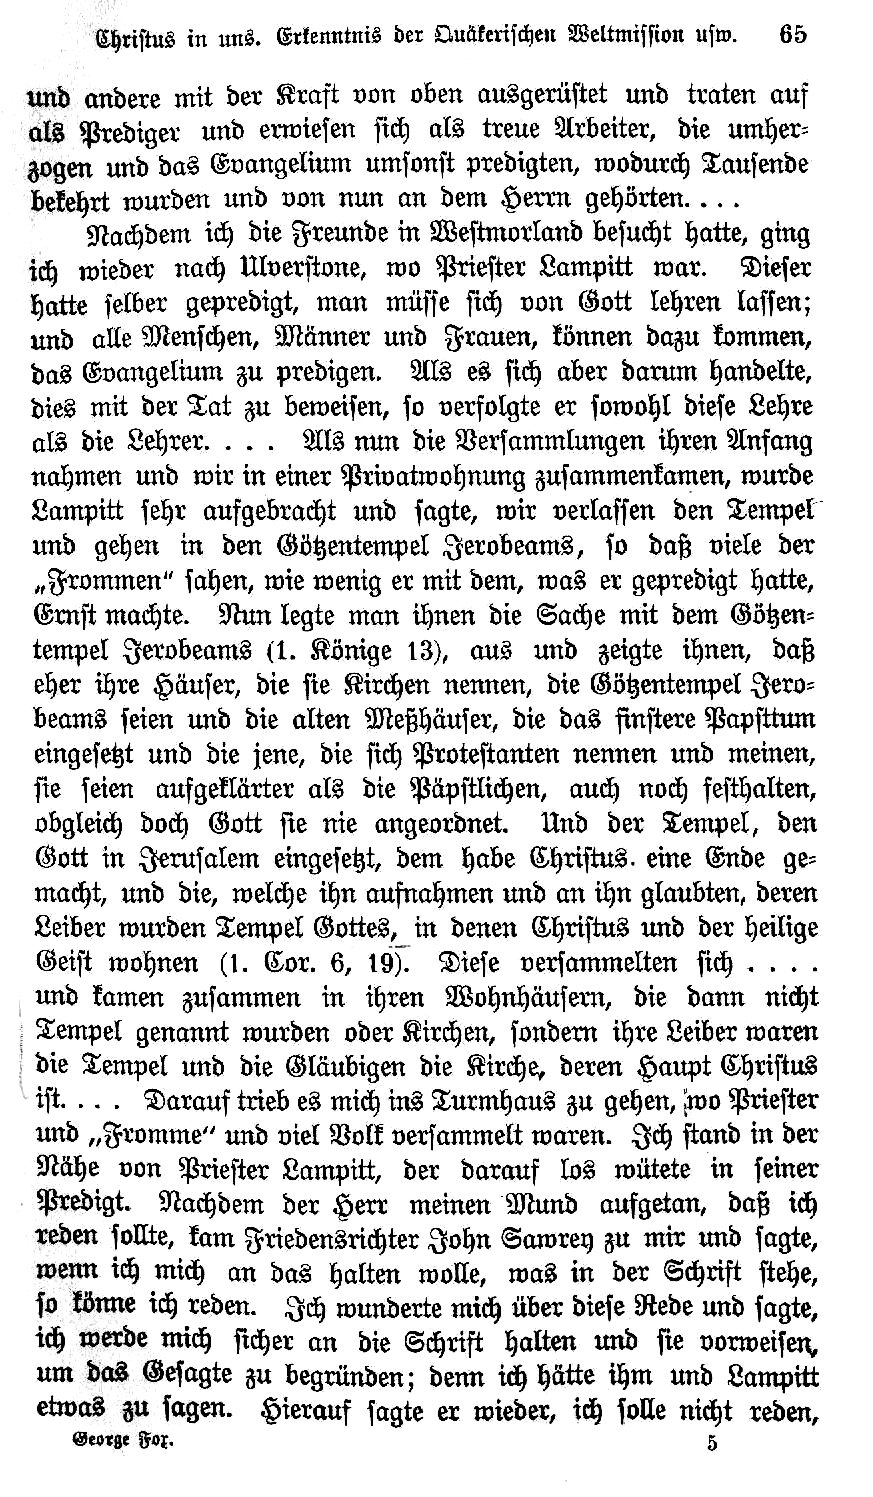 Christus in uns. Erkenntnis der Quäkerischen Weltmission usw. 65
und andere mit der Kraft von oben ausgerüstet und traten auf
als Prediger und erwiesen sich als treue Arbeiter, die umher-
zogen und das Evangelium umsonst predigten, wodurch Tausende
bekehrt wurden und von nun an dem Herrn gehörten. . . .
Nachdem ich die Freunde in Westmorland besucht hatte, ging
ich wieder nach Ulverstone, wo Priester Lampitt war. Dieser
hatte selber gepredigt, man müsse sich von Gott lehren lassen;
und alle Menschen, Männer und Frauen, können dazu kommen,
das Evangelium zu predigen. Als es sich aber darum handelte,
dies mit der Tat zu beweisen, so verfolgte er sowohl diese Lehre
als die Lehrer. . . . Als nun die Versammlungen ihren Anfang
nahmen und wir in einer Privatwohnung zusammenkamen, wurde
Lampitt sehr aufgebracht und sagte, wir verlassen den Tempel
und gehen in den Götzentempel Jerobeams, so daß viele der
„Frommen“ sahen, wie wenig er mit dem, was er gepredigt hatte,
Ernst machte. Nun legte man ihnen die Sache mit dem Götzen-
tempel Jerobeams (1. Könige 13), aus und zeigte ihnen, daß
eher ihre Häuser, die sie Kirchen nennen, die Götzentempel Jero-
beams seien und die alten Meßhäuser, die das finstere Papsttum
eingesetzt und die jene, die sich Protestanten nennen und meinen,
sie seien aufgeklärter als die Päpstlichen, auch noch festhalten,
obgleich doch Gott sie nie angeordnet. Und der Tempel, den
Gott in Jerusalem eingesetzt, dem habe Christus eine Ende ge-
macht, und die, welche ihn aufnahmen und an ihn glaubten, deren
Leiber wurden Tempel Gottes, in denen Christus und der heilige
Geist wohnen (1. Cor. 6, 19). Diese versammelten sich . . . .
und kamen zusammen in ihren Wohnhäusern, die dann nicht
Tempel genannt wurden oder Kirchen, sondern ihre Leiber waren
die Tempel und die Gläubigen die Kirche, deren Haupt Christus
ist. . . . Darauf trieb es mich ins Turmhaus zu gehen, wo Priester
und „Fromme“ und viel Volk versammelt waren. Ich stand in der
Nähe von Priester Lampitt, der darauf los wütete in seiner
Predigt. Nachdem der Herr meinen Mund aufgetan, daß ich
reden sollte, kam Friedensrichter John Sawrey zu mir und sagte,
wenn ich mich an das halten wolle, was in der Schrift stehe,
so könne ich reden. Ich wunderte mich über diese Rede und sagte,
ich werde mich sicher an die Schrift halten und sie vorweisen,
um das Gesagte zu begründen; denn ich hätte ihm und Lampitt
etwas zu sagen. Hierauf sagte er wieder, ich solle nicht reden,
George Fox. 5